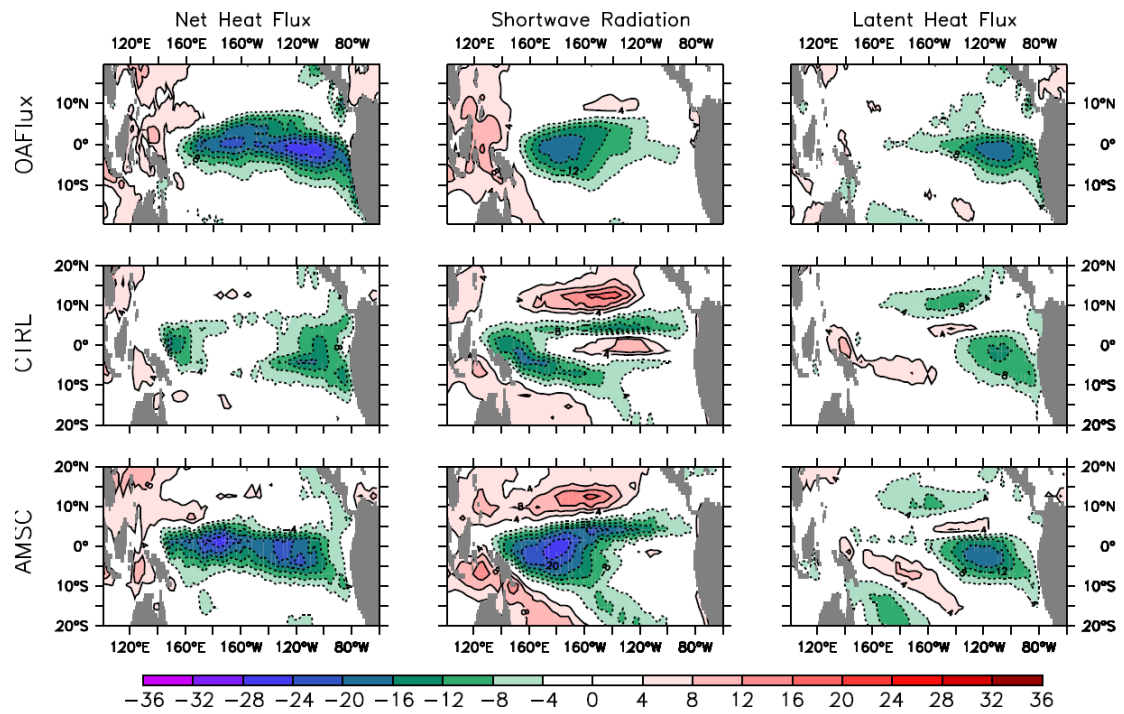 Net Heat Flux Shortwave Radiation Latent Heat Flux
120°E 160°E 160°W 120°W 80°W 120°E 160°E 160°W 120°W 80°W 120°E 160°E 160°W 120°W 80°W
OAFlux
10°N
0°
10°S
4
-12
CTRL
20°N 20°N
10°N 10°N
0° 0°
10°S 10°S
20°S 20°S
AMSC
20°N 20°N
10°N 10°N
0° 0°
10°S 10°S
20°S 20°S
120°E 160°E 160°W 120°W 80°W 120°E 160°E 160°W 120°W 80°W 120°E 160°E 160°W 120°W 80°W
-36 -32 -28 -24 -20 -16 -12 -8 -4 0 4 8 12 16 20 24 28 32 36